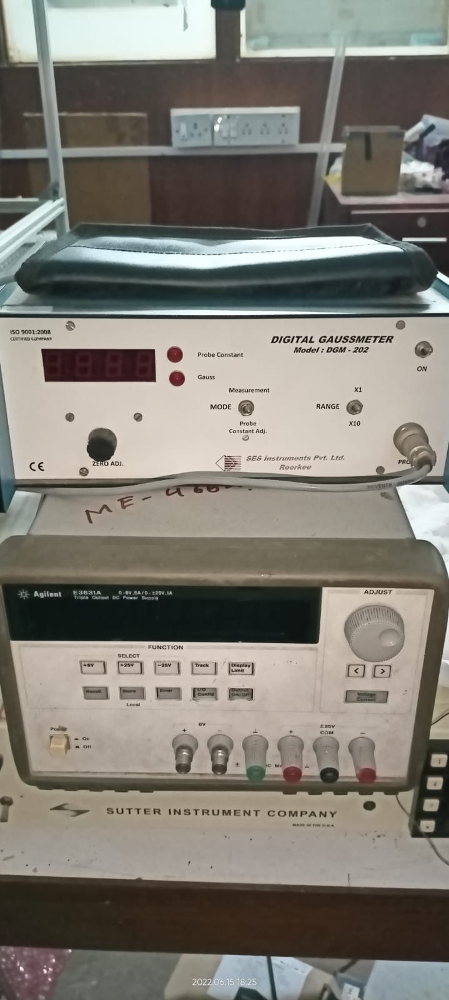 ISO 9001:2008
CERTIFIED COMPANY
DIGITAL GAUSSMETER
Model : DGM - 202
Probe Constant
Gauss
ON
Measurement
MODE
Probe
Constant Adj.
X1
RANGE
X10
ZERO ADJ.
CE
SES Instruments Pvt. Ltd.
Roorkee
ME-
Agilent E3631A 0-6V,5A/0-±25V,1A
Triple Output DC Power Supply
ADJUST
FUNCTION
SELECT
+6V +25V -25V Track Display Limit
Recall Store Error I/O Config Output On/Off
Local
< >
Voltage
Current
Power
On
Off
6V
±25V
COM
+ - ⊥ + -
SUTTER INSTRUMENT COMPANY
MADE IN THE U.S.A
2022.06.15 18:25